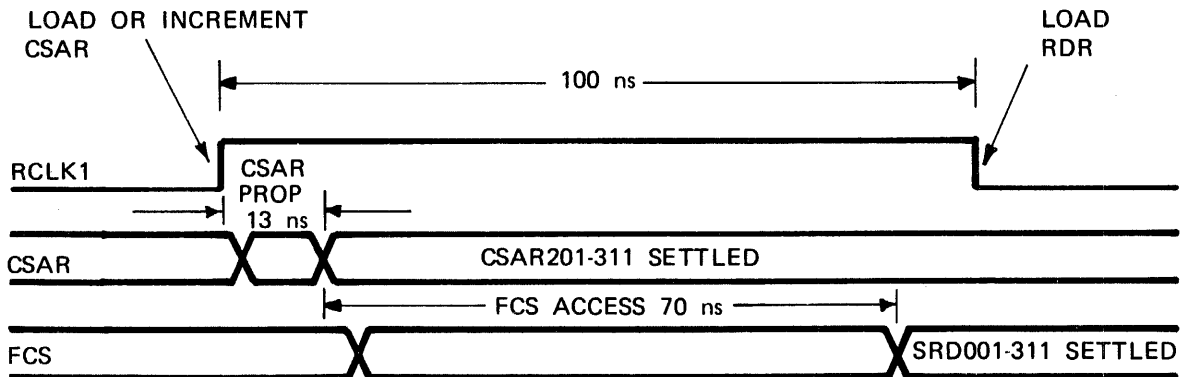 LOAD OR INCREMENT
CSAR
LOAD
RDR
100 ns
RCLK1
CSAR
PROP
13 ns
CSAR
CSAR201-311 SETTLED
FCS ACCESS 70 ns
FCS
SRD001-311 SETTLED